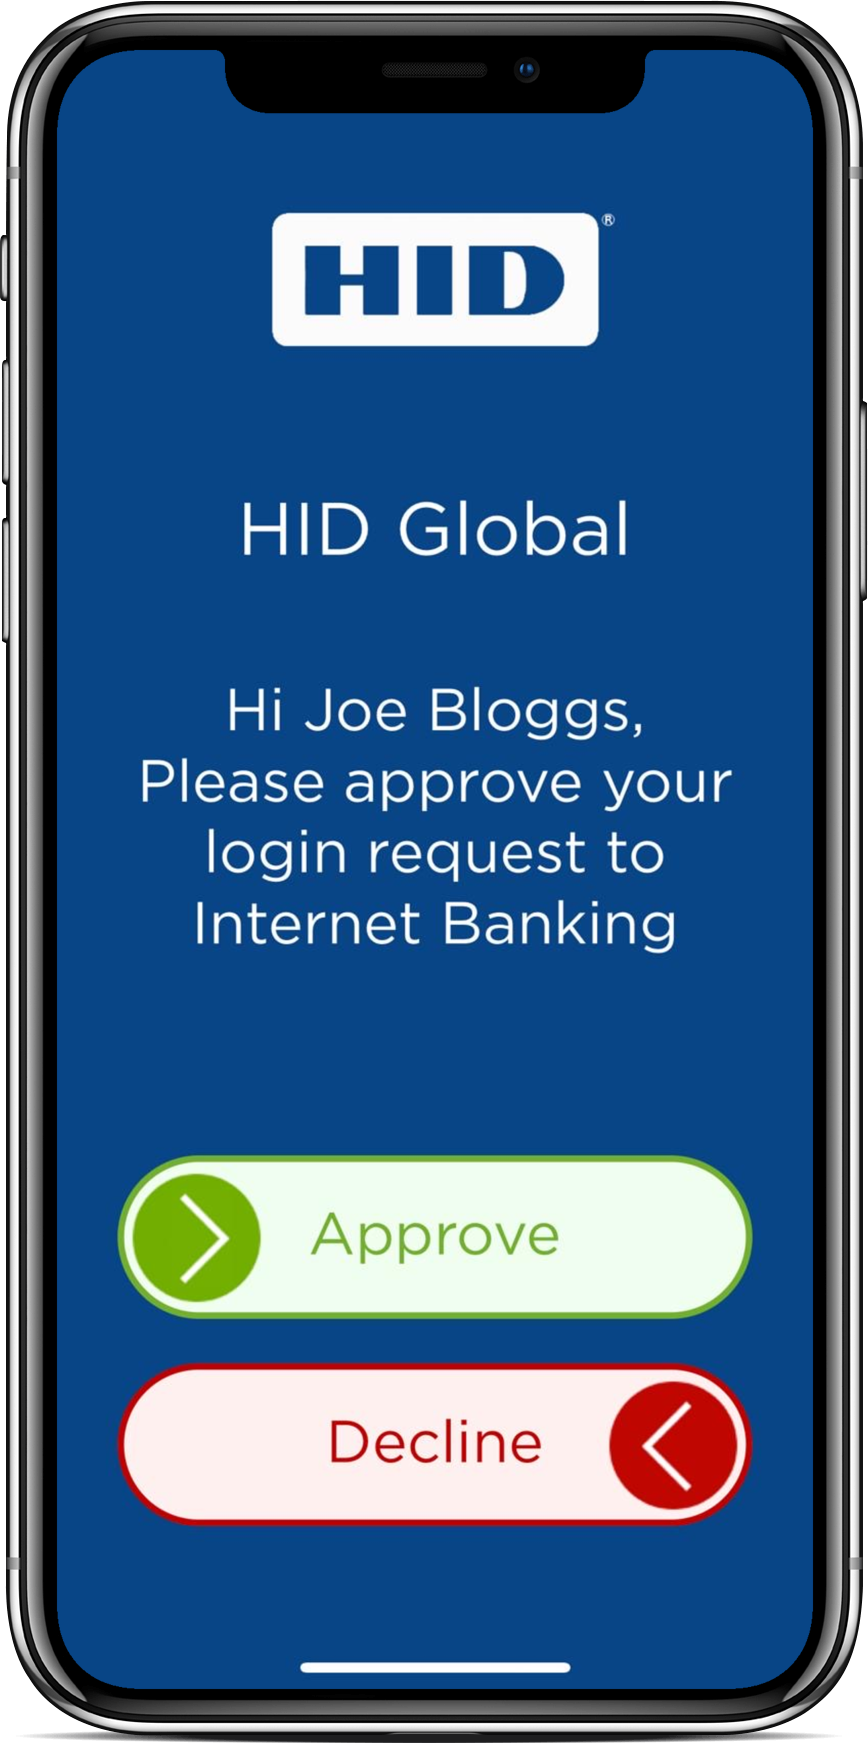 HID®
HID Global
Hi Joe Bloggs,
Please approve your
login request to
Internet Banking
Approve
Decline